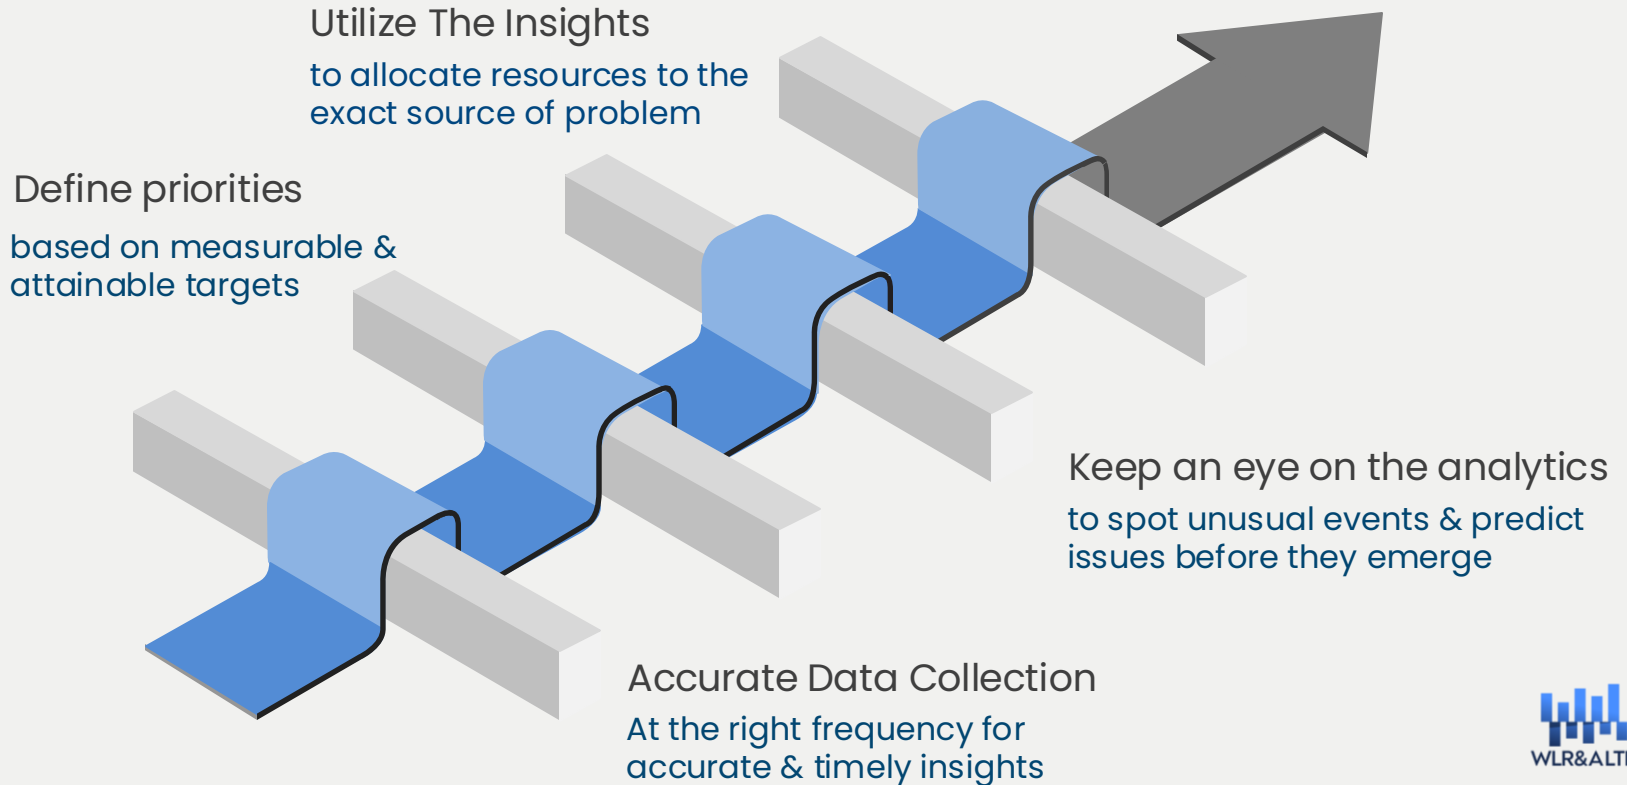 Utilize The Insights
to allocate resources to the
exact source of problem
Define priorities
based on measurable &
attainable targets
Keep an eye on the analytics
to spot unusual events & predict
issues before they emerge
Accurate Data Collection
At the right frequency for
accurate & timely insights